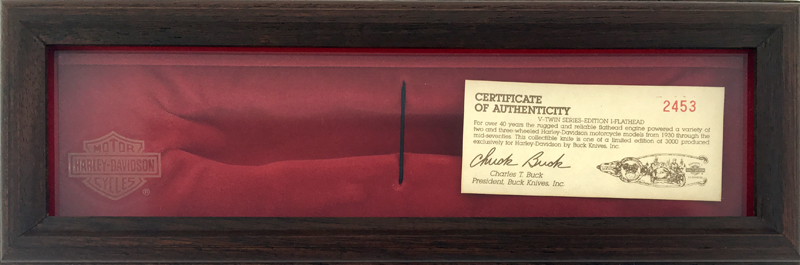 MOTOR
HARLEY-DAVIDSON
CYCLES
®
CERTIFICATE
OF AUTHENTICITY
2453
V-TWIN SERIES-EDITION I-FLATHEAD
For over 40 years the rugged and reliable flathead engine powered a variety of
two and three-wheeled Harley-Davidson motorcycle models from 1930 through the
mid-seventies. This collectible knife is one of a limited edition of 3000 produced
exclusively for Harley-Davidson by Buck Knives, Inc.
Chuck Buck
Charles T. Buck
President, Buck Knives, Inc.